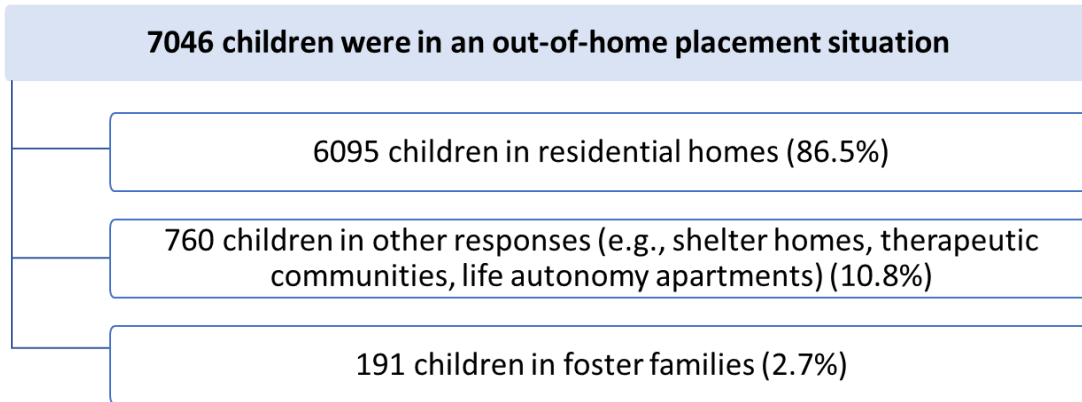 7046 children were in an out-of-home placement situation
6095 children in residential homes (86.5%)
760 children in other responses (e.g., shelter homes, therapeutic
communities, life autonomy apartments) (10.8%)
191 children in foster families (2.7%)